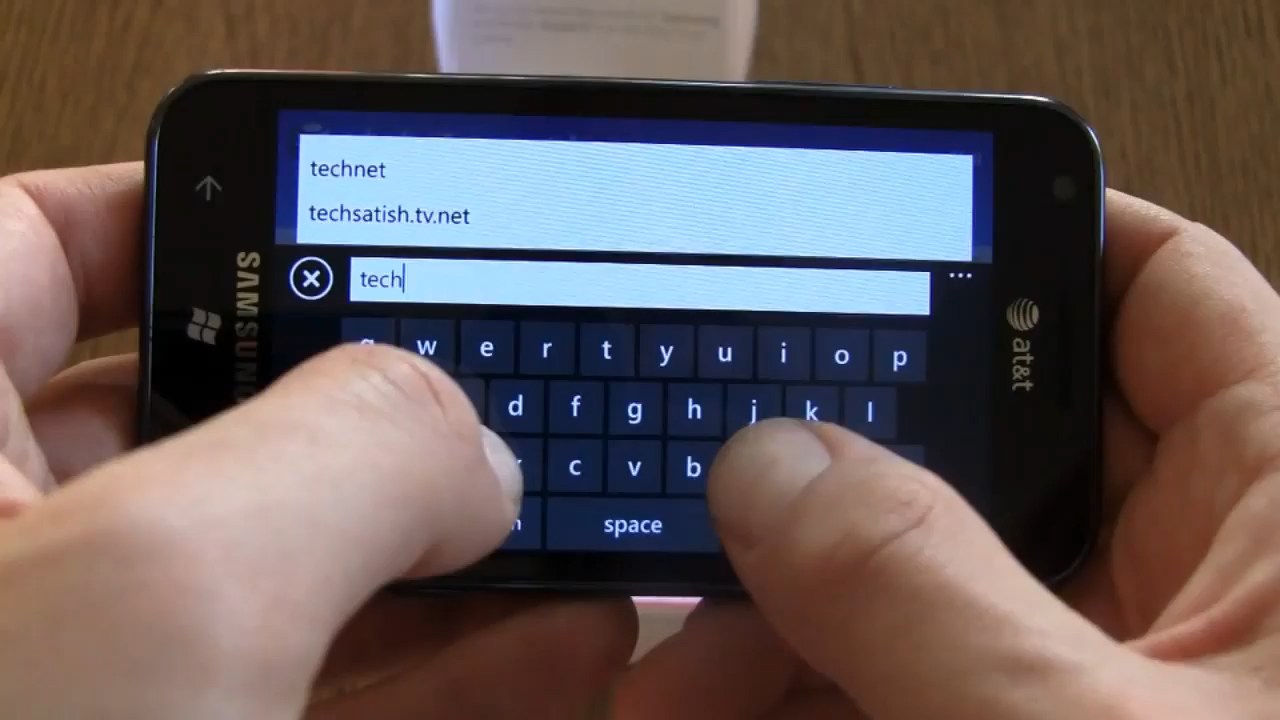 technet
techsatish.tv.net
tech
...
w e r t y u i o p
d f g h j k l
c v b
space
SAMSUNG
at&t